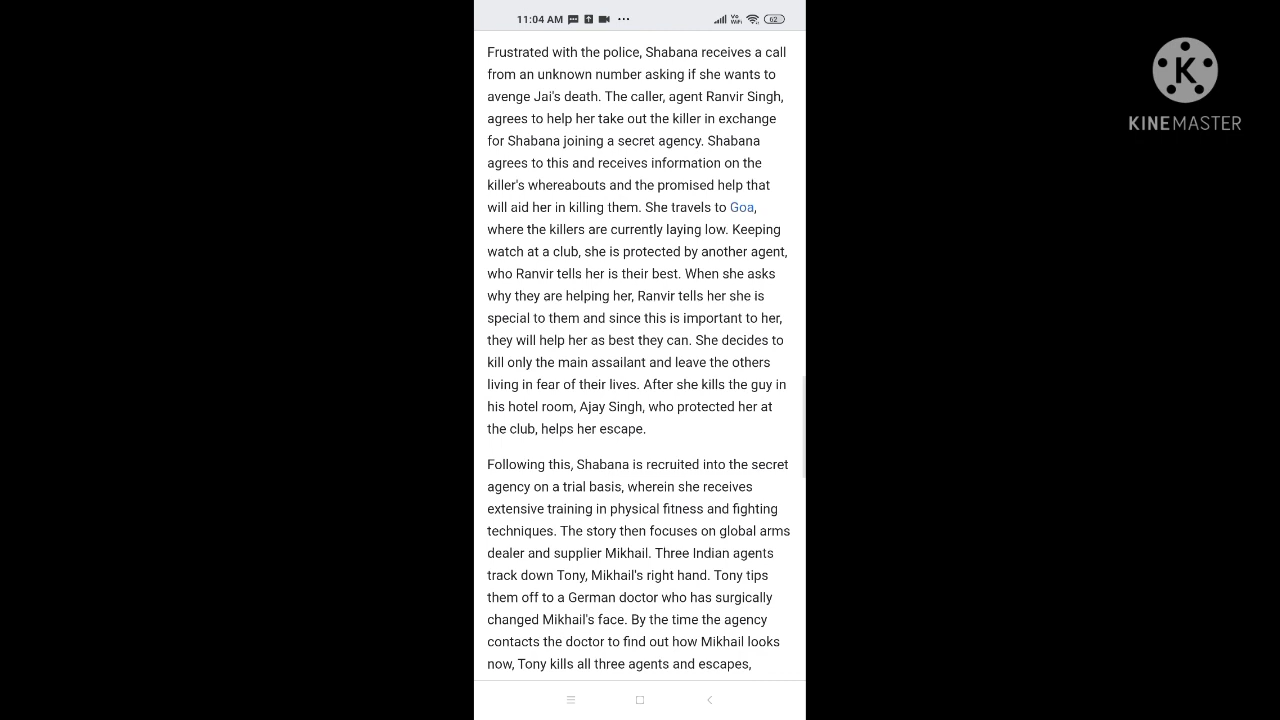 11:04 AM
Vo
WiFi
62
Frustrated with the police, Shabana receives a call
from an unknown number asking if she wants to
avenge Jai's death. The caller, agent Ranvir Singh,
agrees to help her take out the killer in exchange
for Shabana joining a secret agency. Shabana
agrees to this and receives information on the
killer's whereabouts and the promised help that
will aid her in killing them. She travels to Goa,
where the killers are currently laying low. Keeping
watch at a club, she is protected by another agent,
who Ranvir tells her is their best. When she asks
why they are helping her, Ranvir tells her she is
special to them and since this is important to her,
they will help her as best they can. She decides to
kill only the main assailant and leave the others
living in fear of their lives. After she kills the guy in
his hotel room, Ajay Singh, who protected her at
the club, helps her escape.
Following this, Shabana is recruited into the secret
agency on a trial basis, wherein she receives
extensive training in physical fitness and fighting
techniques. The story then focuses on global arms
dealer and supplier Mikhail. Three Indian agents
track down Tony, Mikhail's right hand. Tony tips
them off to a German doctor who has surgically
changed Mikhail's face. By the time the agency
contacts the doctor to find out how Mikhail looks
now, Tony kills all three agents and escapes,
K
KINEMASTER